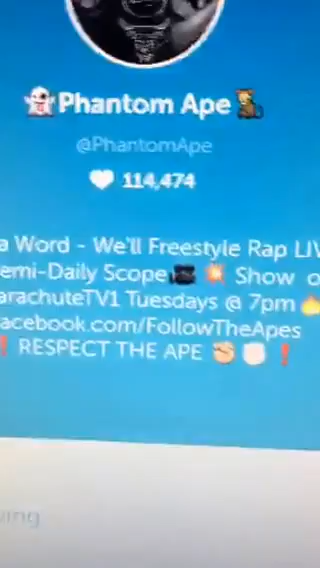 👻Phantom Ape🐒
@PhantomApe
114,474
a Word - We'll Freestyle Rap LIV
emi-Daily Scope Show o
arachuteTV1 Tuesdays @ 7pm 🔥
acebook.com/FollowTheApes
❗ RESPECT THE APE ✊ ✊ ❗